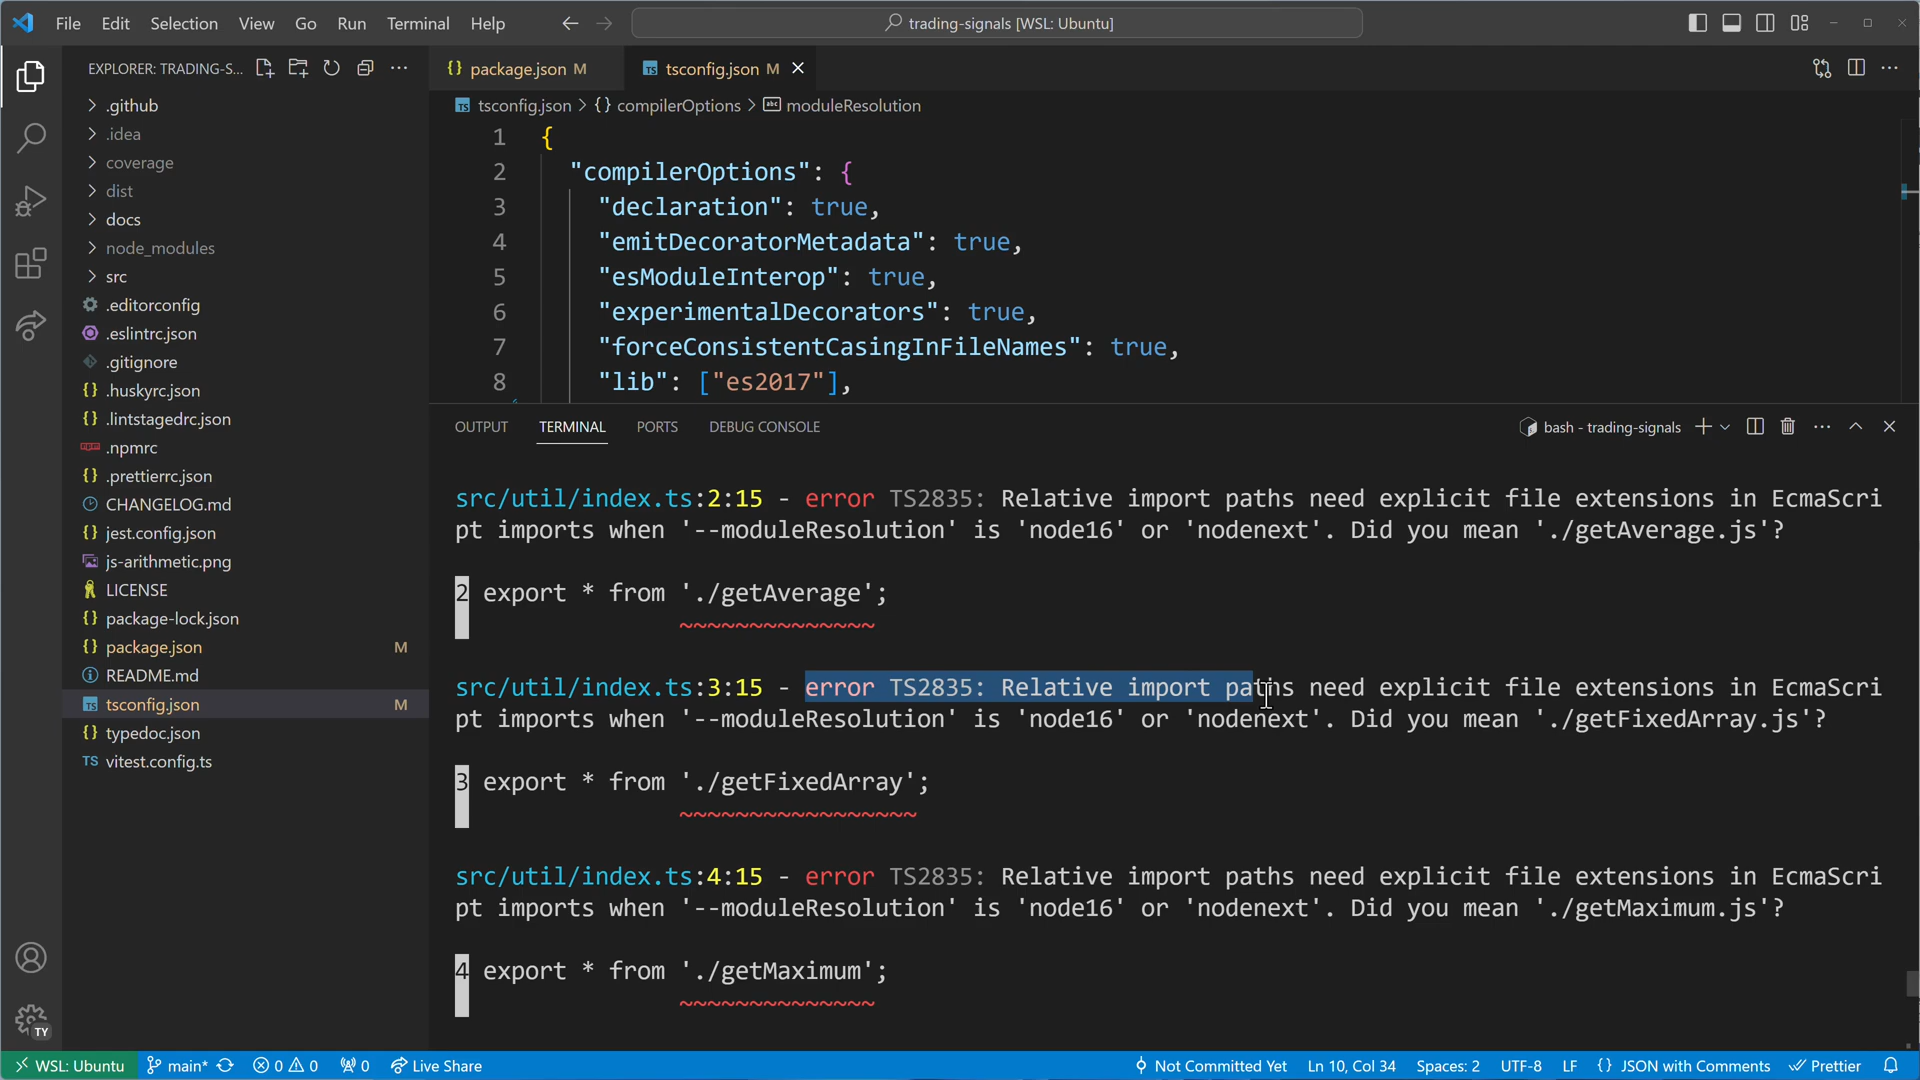 File Edit Selection View Go Run Terminal Help
trading-signals [WSL: Ubuntu]
EXPLORER: TRADING-S...
package.json M
tsconfig.json M
tsconfig.json > {} compilerOptions > abc moduleResolution
.github
.idea
coverage
dist
docs
node_modules
src
.editorconfig
.eslintrc.json
.gitignore
.huskyrc.json
.lintstagedrc.json
.npmrc
.prettierrc.json
CHANGELOG.md
jest.config.json
js-arithmetic.png
LICENSE
package-lock.json
package.json M
README.md
tsconfig.json M
typedoc.json
TS vitest.config.ts
1 {
2 "compilerOptions": {
3 "declaration": true,
4 "emitDecoratorMetadata": true,
5 "esModuleInterop": true,
6 "experimentalDecorators": true,
7 "forceConsistentCasingInFileNames": true,
8 "lib": ["es2017"],
OUTPUT TERMINAL PORTS DEBUG CONSOLE
bash - trading-signals
src/util/index.ts:2:15 - error TS2835: Relative import paths need explicit file extensions in EcmaScri
pt imports when '--moduleResolution' is 'node16' or 'nodenext'. Did you mean './getAverage.js'?
2 export * from './getAverage';
~~~~~~~~~~~~~~
src/util/index.ts:3:15 - error TS2835: Relative import paths need explicit file extensions in EcmaScri
pt imports when '--moduleResolution' is 'node16' or 'nodenext'. Did you mean './getFixedArray.js'?
3 export * from './getFixedArray';
~~~~~~~~~~~~~~~~~
src/util/index.ts:4:15 - error TS2835: Relative import paths need explicit file extensions in EcmaScri
pt imports when '--moduleResolution' is 'node16' or 'nodenext'. Did you mean './getMaximum.js'?
4 export * from './getMaximum';
~~~~~~~~~~~~~~
TY
WSL: Ubuntu main* 0 0 0 Live Share Not Committed Yet Ln 10, Col 34 Spaces: 2 UTF-8 LF {} JSON with Comments Prettier